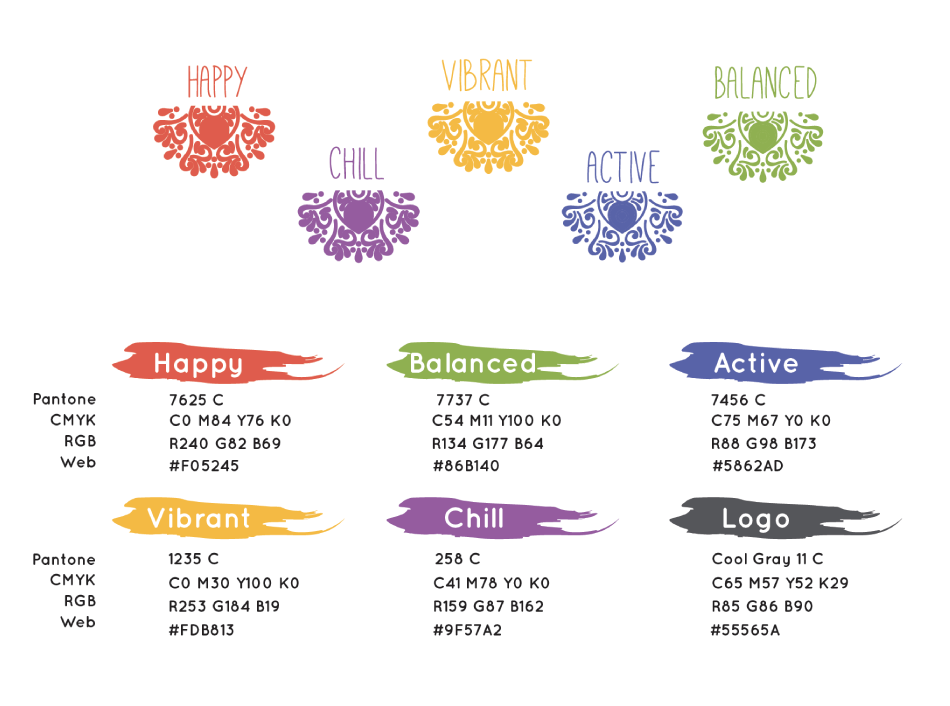 HAPPY
VIBRANT
BALANCED
CHILL
ACTIVE
Happy Balanced Active
Pantone 7625 C 7737 C 7456 C
CMYK C0 M84 Y76 K0 C54 M11 Y100 K0 C75 M67 Y0 K0
RGB R240 G82 B69 R134 G177 B64 R88 G98 B173
Web #F05245 #86B140 #5862AD
Vibrant Chill Logo
Pantone 1235 C 258 C Cool Gray 11 C
CMYK C0 M30 Y100 K0 C41 M78 Y0 K0 C65 M57 Y52 K29
RGB R253 G184 B19 R159 G87 B162 R85 G86 B90
Web #FDB813 #9F57A2 #55565A